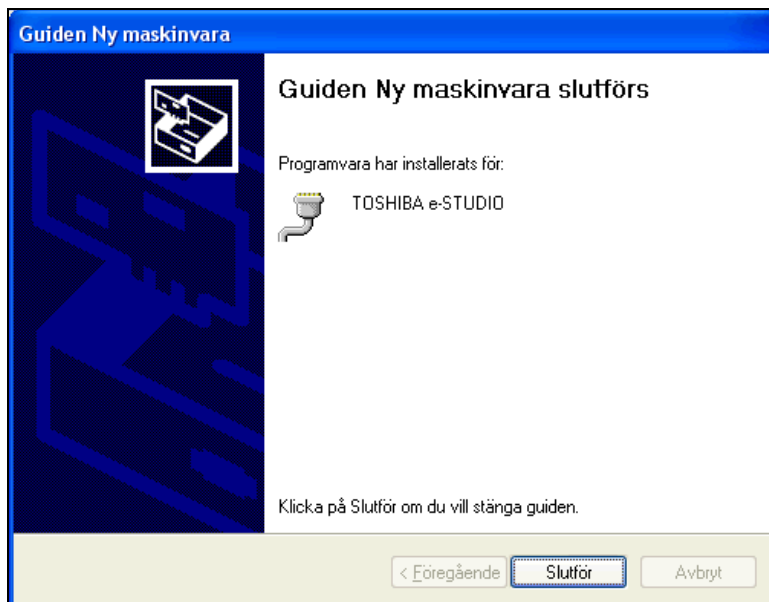 Guiden Ny maskinvara
Guiden Ny maskinvara slutförs
Programvara har installerats för:
TOSHIBA e-STUDIO
Klicka på Slutför om du vill stänga guiden.
< Föregående
Slutför
Avbryt